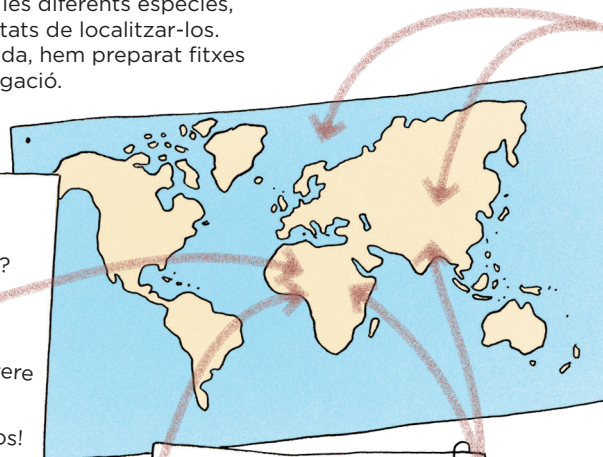 les diferents espècies,
tats de localitzar-los.
da, hem preparat fitxes
gació.
?
ere
os!